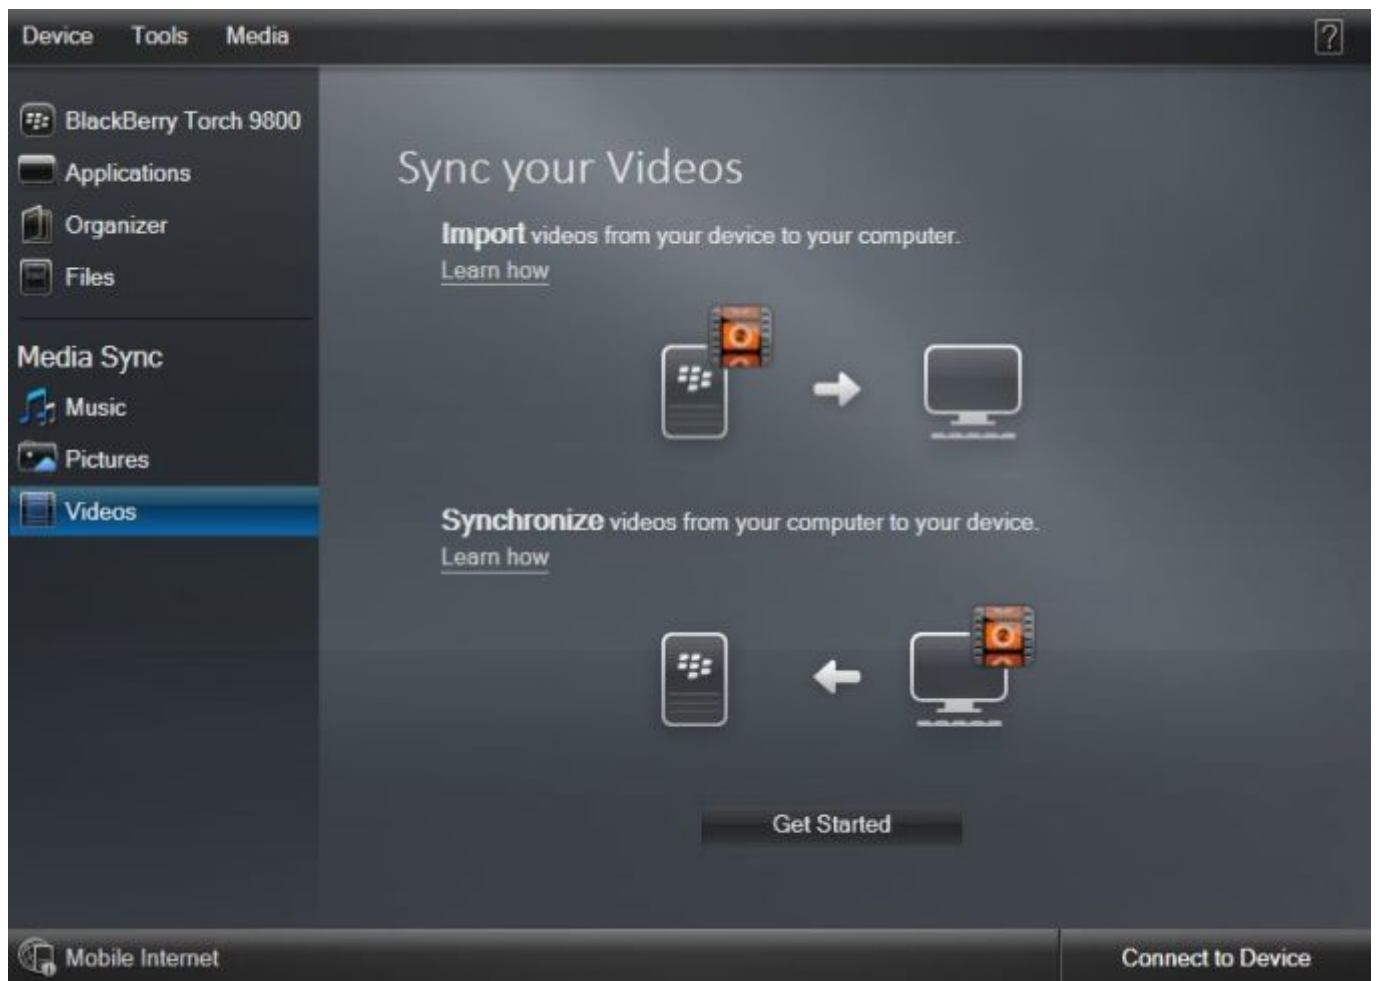 Device Tools Media ?
BlackBerry Torch 9800
Applications
Organizer
Files
Media Sync
Music
Pictures
Videos
Sync your Videos
Import videos from your device to your computer.
Learn how
Synchronize videos from your computer to your device.
Learn how
Get Started
Mobile Internet
Connect to Device